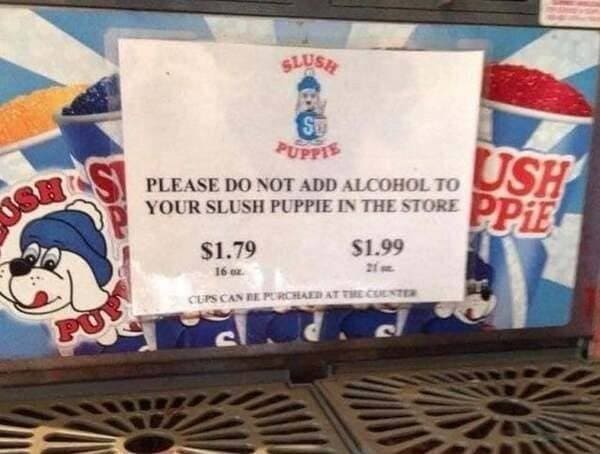 SLUSH
PUPPIE
PLEASE DO NOT ADD ALCOHOL TO
YOUR SLUSH PUPPIE IN THE STORE
$1.79 $1.99
16 oz. 21 oz.
CUPS CAN BE PURCHAED AT THE COUNTER
USH
PUP
SL
P
USH
PPiE